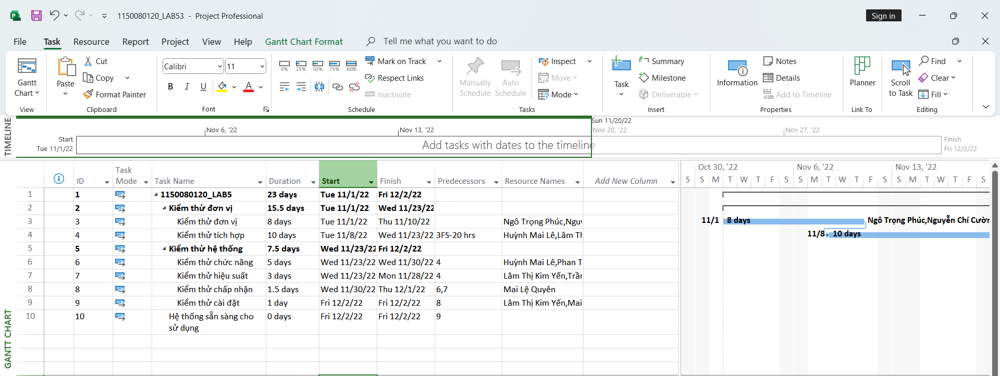 1150080120_LAB53 - Project Professional
Sign in
File Task Resource Report Project View Help Gantt Chart Format Tell me what you want to do
Gantt Chart
View
Paste
Cut
Copy
Format Painter
Clipboard
Calibri 11
B I U A
Font
0% 25% 50% 75% 100%
Mark on Track
Respect Links
Inactivate
Schedule
Manually Schedule
Auto Schedule
Inspect
Move
Mode
Tasks
Task
Summary
Milestone
Deliverable
Insert
Information
Notes
Details
Add to Timeline
Properties
Planner
Link To
Scroll to Task
Find
Clear
Fill
Editing
TIMELINE
Sun 11/20/22
Nov 6, '22 Nov 13, '22 Nov 20, '22 Nov 27, '22
Start
Tue 11/1/22
Add tasks with dates to the timeline
Finish
Fri 12/2/22
GANTT CHART
ID Task Mode Task Name Duration Start Finish Predecessors Resource Names Add New Column
1 1 1150080120_LAB5 23 days Tue 11/1/22 Fri 12/2/22
2 2 Kiểm thử đơn vị 15.5 days Tue 11/1/22 Wed 11/23/22
3 3 Kiểm thử đơn vị 8 days Tue 11/1/22 Thu 11/10/22 Ngô Trọng Phúc,Nguy
4 4 Kiểm thử tích hợp 10 days Tue 11/8/22 Wed 11/23/22 3FS-20 hrs Huỳnh Mai Lê,Lâm Th
5 5 Kiểm thử hệ thống 7.5 days Wed 11/23/22 Fri 12/2/22
6 6 Kiểm thử chức năng 5 days Wed 11/23/22 Wed 11/30/22 4 Huỳnh Mai Lê,Phan T
7 7 Kiểm thử hiệu suất 3 days Wed 11/23/22 Mon 11/28/22 4 Lâm Thị Kim Yến,Trần
8 8 Kiểm thử chấp nhận 1.5 days Wed 11/30/22 Thu 12/1/22 6,7 Mai Lệ Quyên
9 9 Kiểm thử cài đặt 1 day Fri 12/2/22 Fri 12/2/22 8 Lâm Thị Kim Yến,Mai
10 10 Hệ thống sẵn sàng cho sử dụng 0 days Fri 12/2/22 Fri 12/2/22 9
Oct 30, '22 Nov 6, '22 Nov 13, '22
S S M T W T F S S M T W T F S S M T W T F S
11/1 8 days Ngô Trọng Phúc,Nguyễn Chí Cườn
11/8 10 days